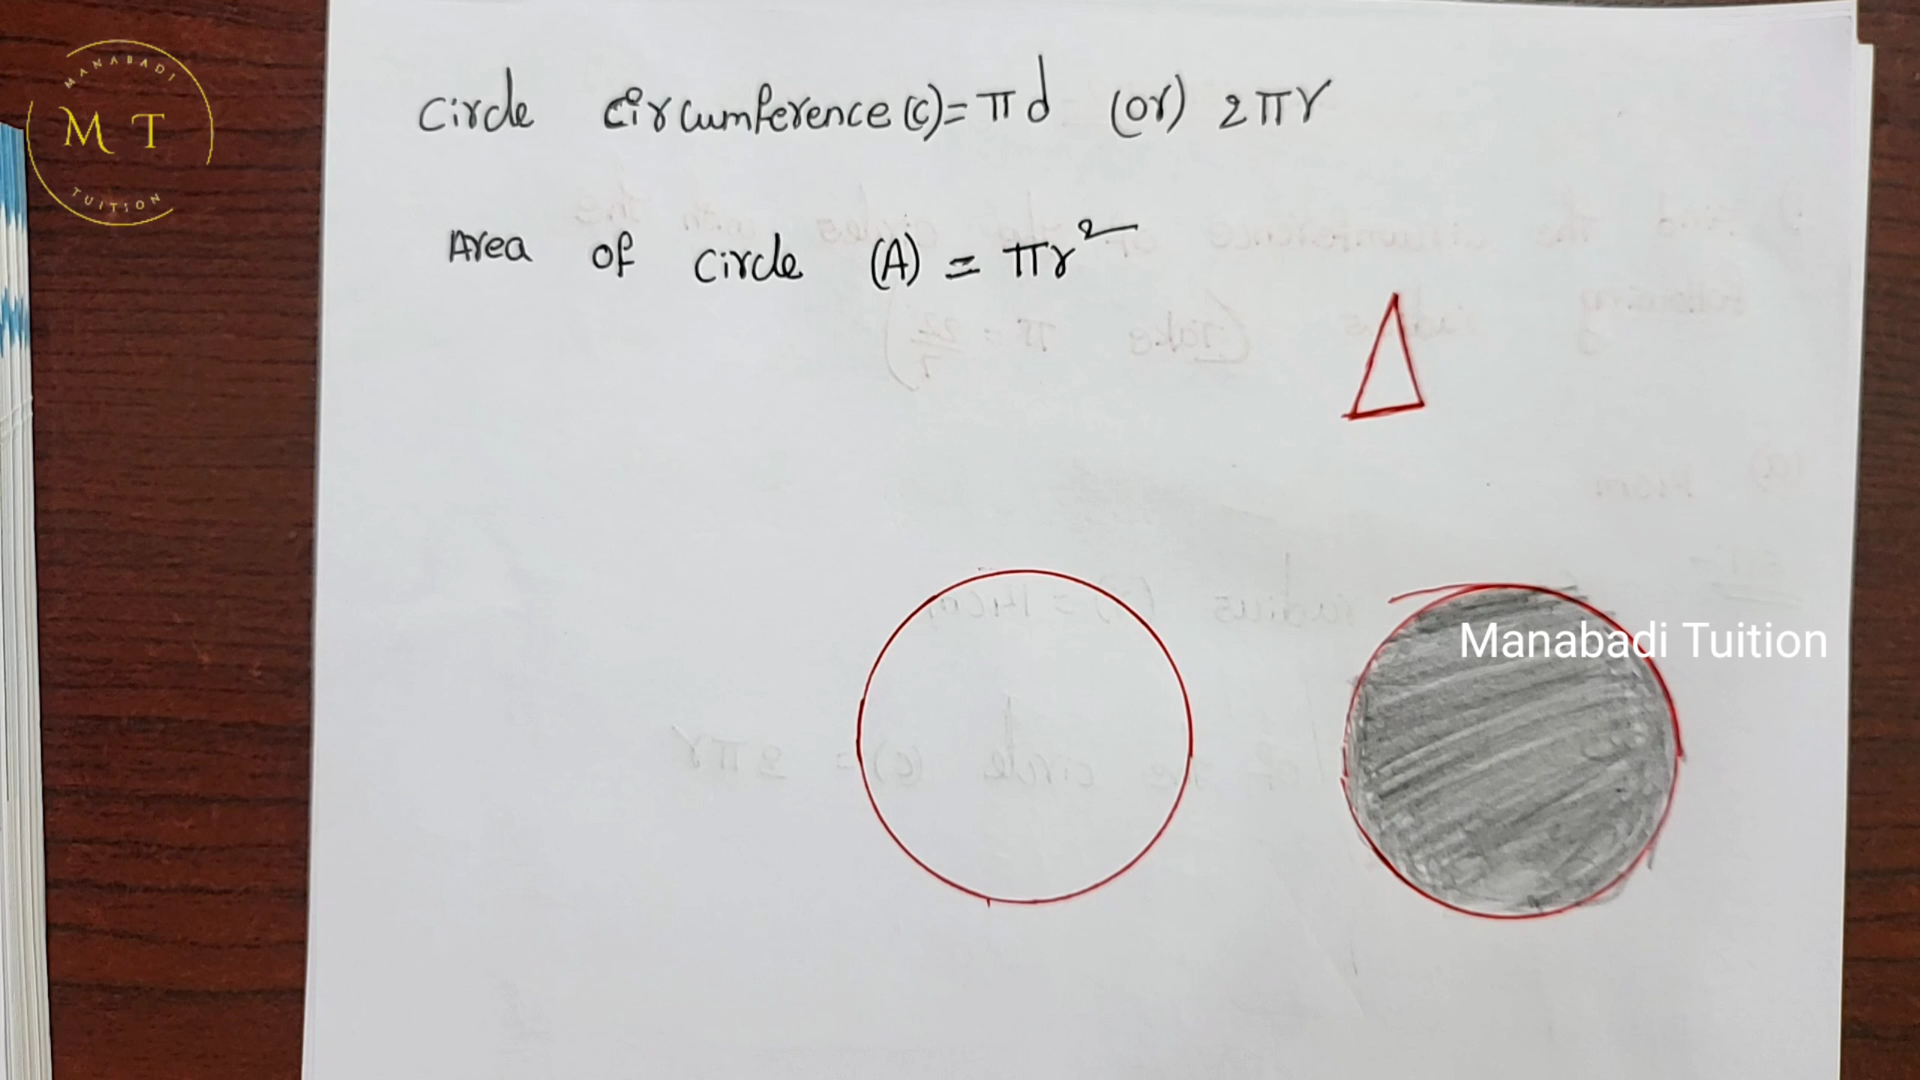 MANABADI
M T
TUITION
Circle Circumference (C) = πd (or) 2πr
Area of circle (A) = πr²
Manabadi Tuition